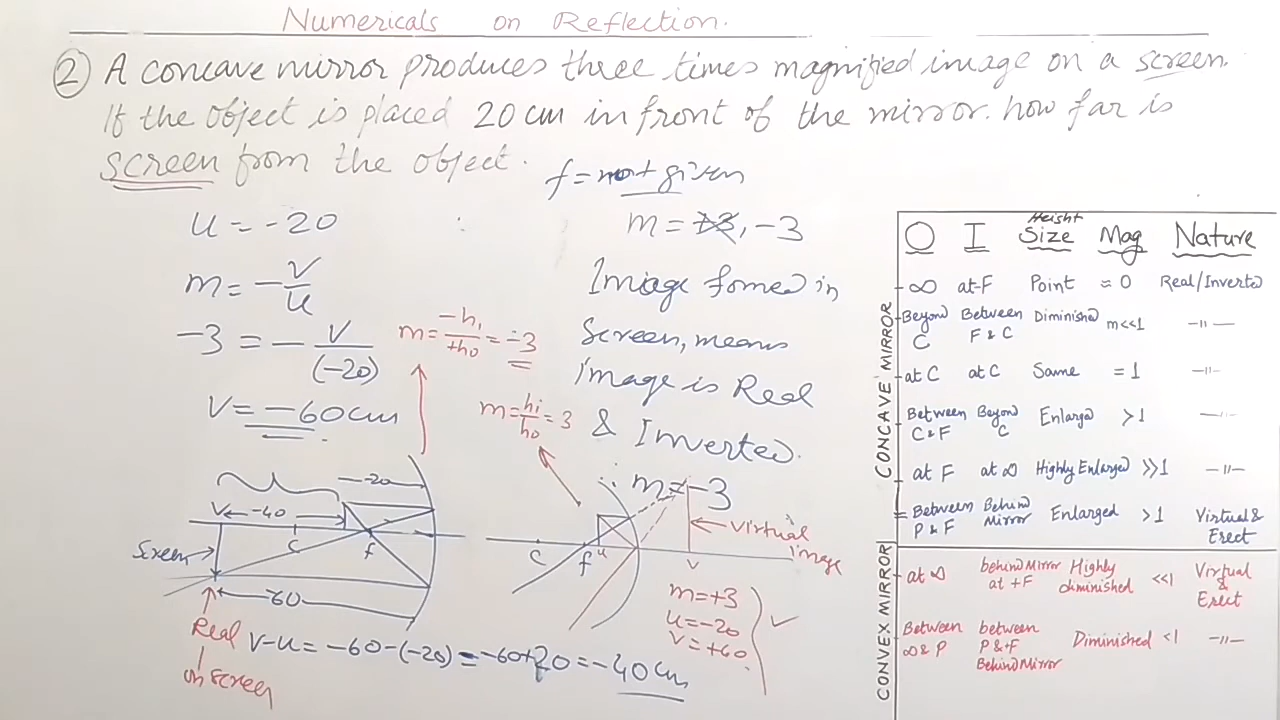 Numericals on Reflection.
② A concave mirror produces three times magnified image on a screen.
If the object is placed 20 cm in front of the mirror. how far is
screen from the object.
f = not given
u = -20
m = +3, -3
m = -v/u
Image fomed in
-3 = -v/(-20)
m = -h₁/+h₀ = -3
Screen, means
image is Real
v = -60 cm
m = hi/h₀ = 3
& Inverted.
∴ m = -3
-20
v -40
C
f
Screen
60
Real
on screen
C
f
u
v
Virtual
image
m = +3
u = -20
v = +60
v - u = -60 - (-20) = -60 + 20 = -40 cm
O I Height Size Mag Nature
CONCAVE MIRROR
∞ at F Point ≈ 0 Real/Inverted
Beyond C Between F & C Diminished m<<1 -〃-
at C at C Same = 1 -〃-
Between C & F Beyond C Enlarged >1 -〃-
at F at ∞ Highly Enlarged >>1 -〃-
Between P & F Behind Mirror Enlarged >1 Virtual & Erect
CONVEX MIRROR
at ∞ behind Mirror at +F Highly diminished <<1 Virtual & Erect
Between ∞ & P between P & F Behind Mirror Diminished <1 -〃-